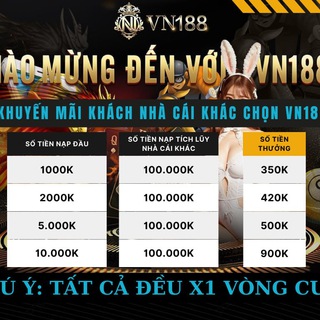 VN188
HÀO MỪNG ĐẾN VỚI VN188
KHUYẾN MÃI KHÁCH NHÀ CÁI KHÁC CHỌN VN18
SỐ TIỀN NẠP ĐẦU
SỐ TIỀN NẠP TÍCH LŨY NHÀ CÁI KHÁC
SỐ TIỀN THƯỞNG
1000K 100.000K 350K
2000K 100.000K 420K
5.000K 100.000K 500K
10.000K 100.000K 900K
Ú Ý: TẤT CẢ ĐỀU X1 VÒNG CƯ